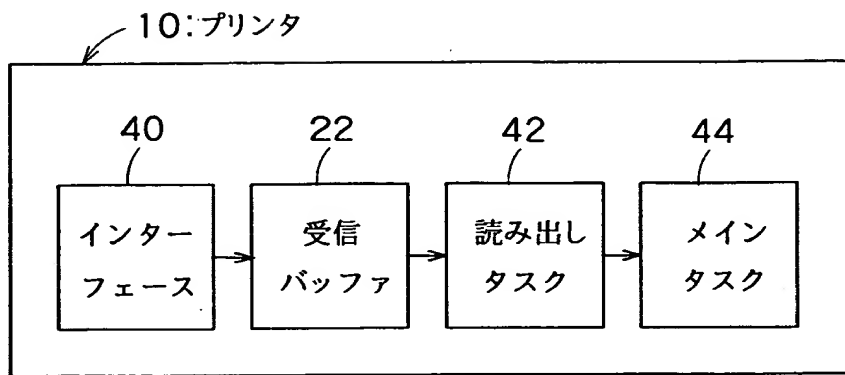 10:プリンタ
40
22
42
44
インター
フェース
受信
バッファ
読み出し
タスク
メイン
タスク